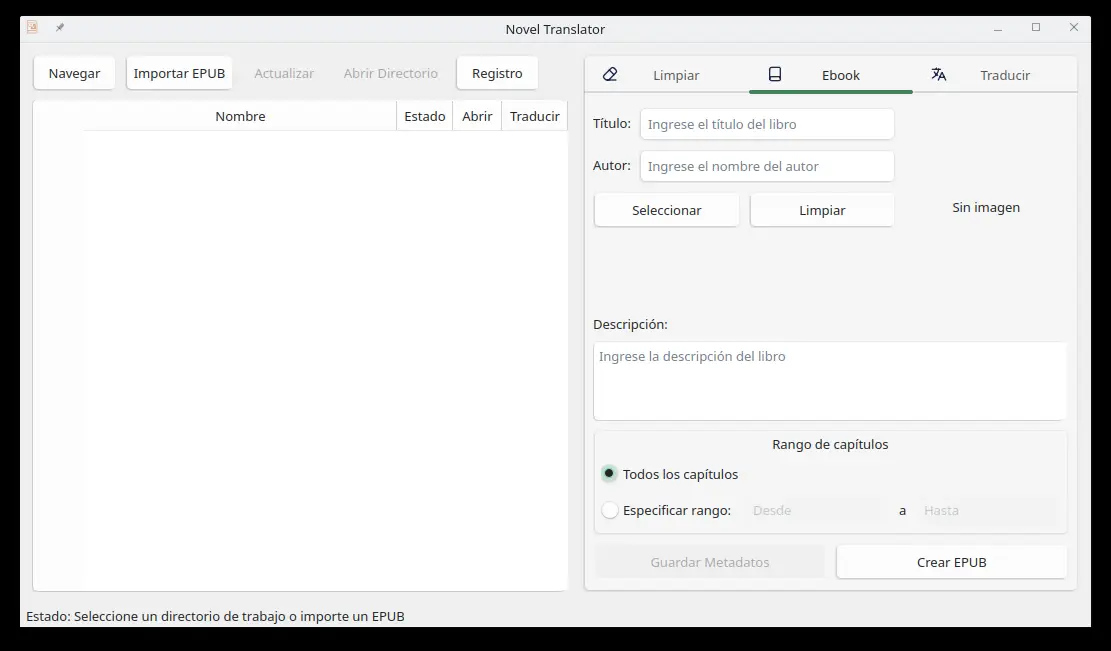 Novel Translator
Navegar Importar EPUB Actualizar Abrir Directorio Registro
Nombre Estado Abrir Traducir
Limpiar Ebook Traducir
Título: Ingrese el título del libro
Autor: Ingrese el nombre del autor
Seleccionar Limpiar Sin imagen
Descripción:
Ingrese la descripción del libro
Rango de capítulos
Todos los capítulos
Especificar rango: Desde a Hasta
Guardar Metadatos Crear EPUB
Estado: Seleccione un directorio de trabajo o importe un EPUB